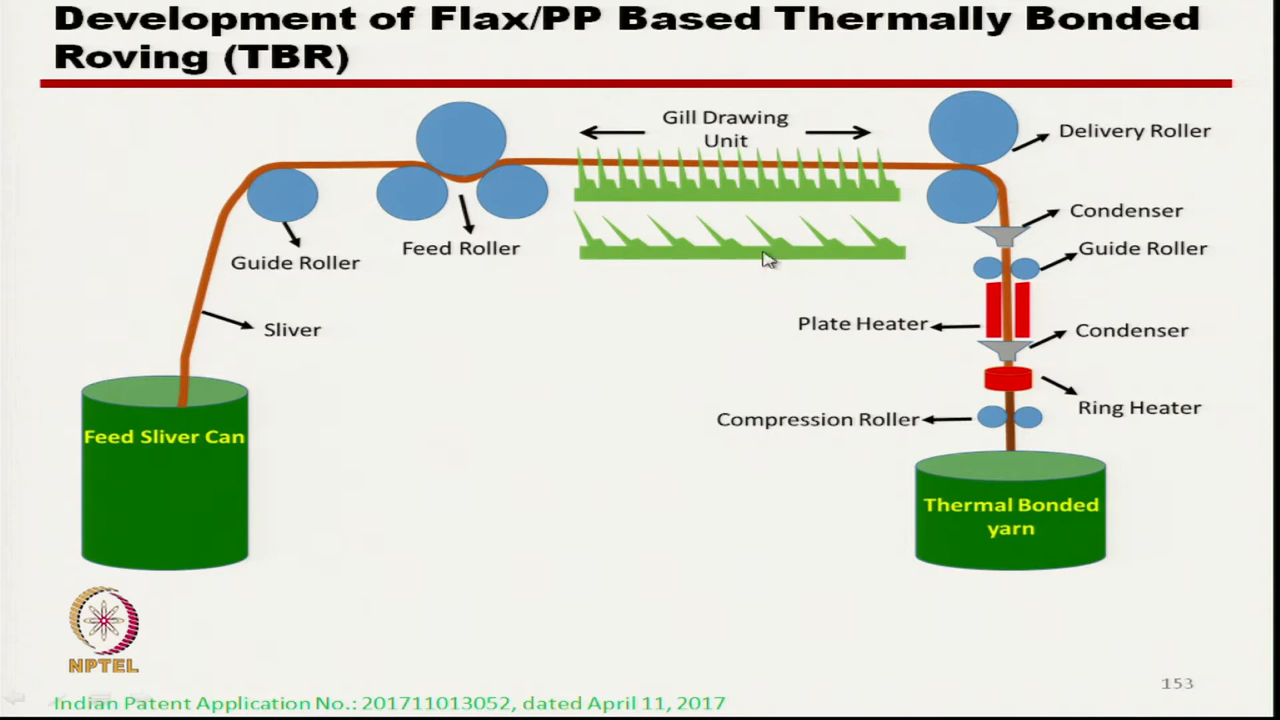 Development of Flax/PP Based Thermally Bonded
Roving (TBR)
Gill Drawing
Unit
Delivery Roller
Condenser
Guide Roller
Feed Roller
Guide Roller
Sliver
Plate Heater
Condenser
Ring Heater
Compression Roller
Feed Sliver Can
Thermal Bonded
yarn
NPTEL
153
Indian Patent Application No.: 201711013052, dated April 11, 2017